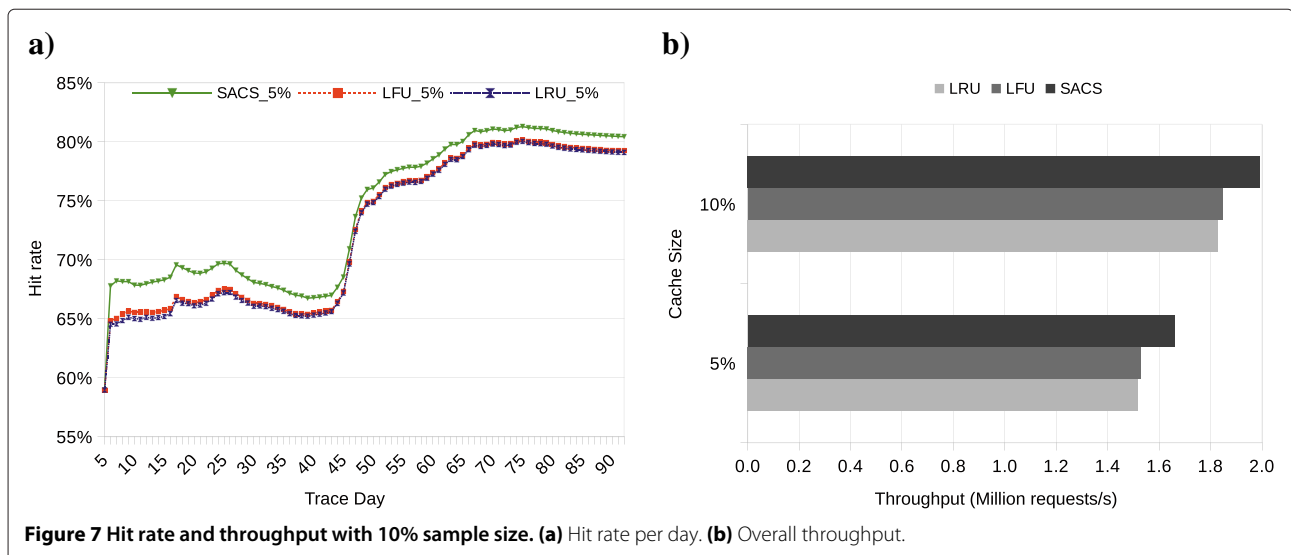 a)
85%
80%
75%
70%
65%
60%
55%
Hit rate
SACS_5% LFU_5% LRU_5%
5 10 15 20 25 30 35 40 45 50 55 60 65 70 75 80 85 90
Trace Day
b)
LRU LFU SACS
Cache Size
10%
5%
0.0 0.2 0.4 0.6 0.8 1.0 1.2 1.4 1.6 1.8 2.0
Throughput (Million requests/s)
Figure 7 Hit rate and throughput with 10% sample size. (a) Hit rate per day. (b) Overall throughput.